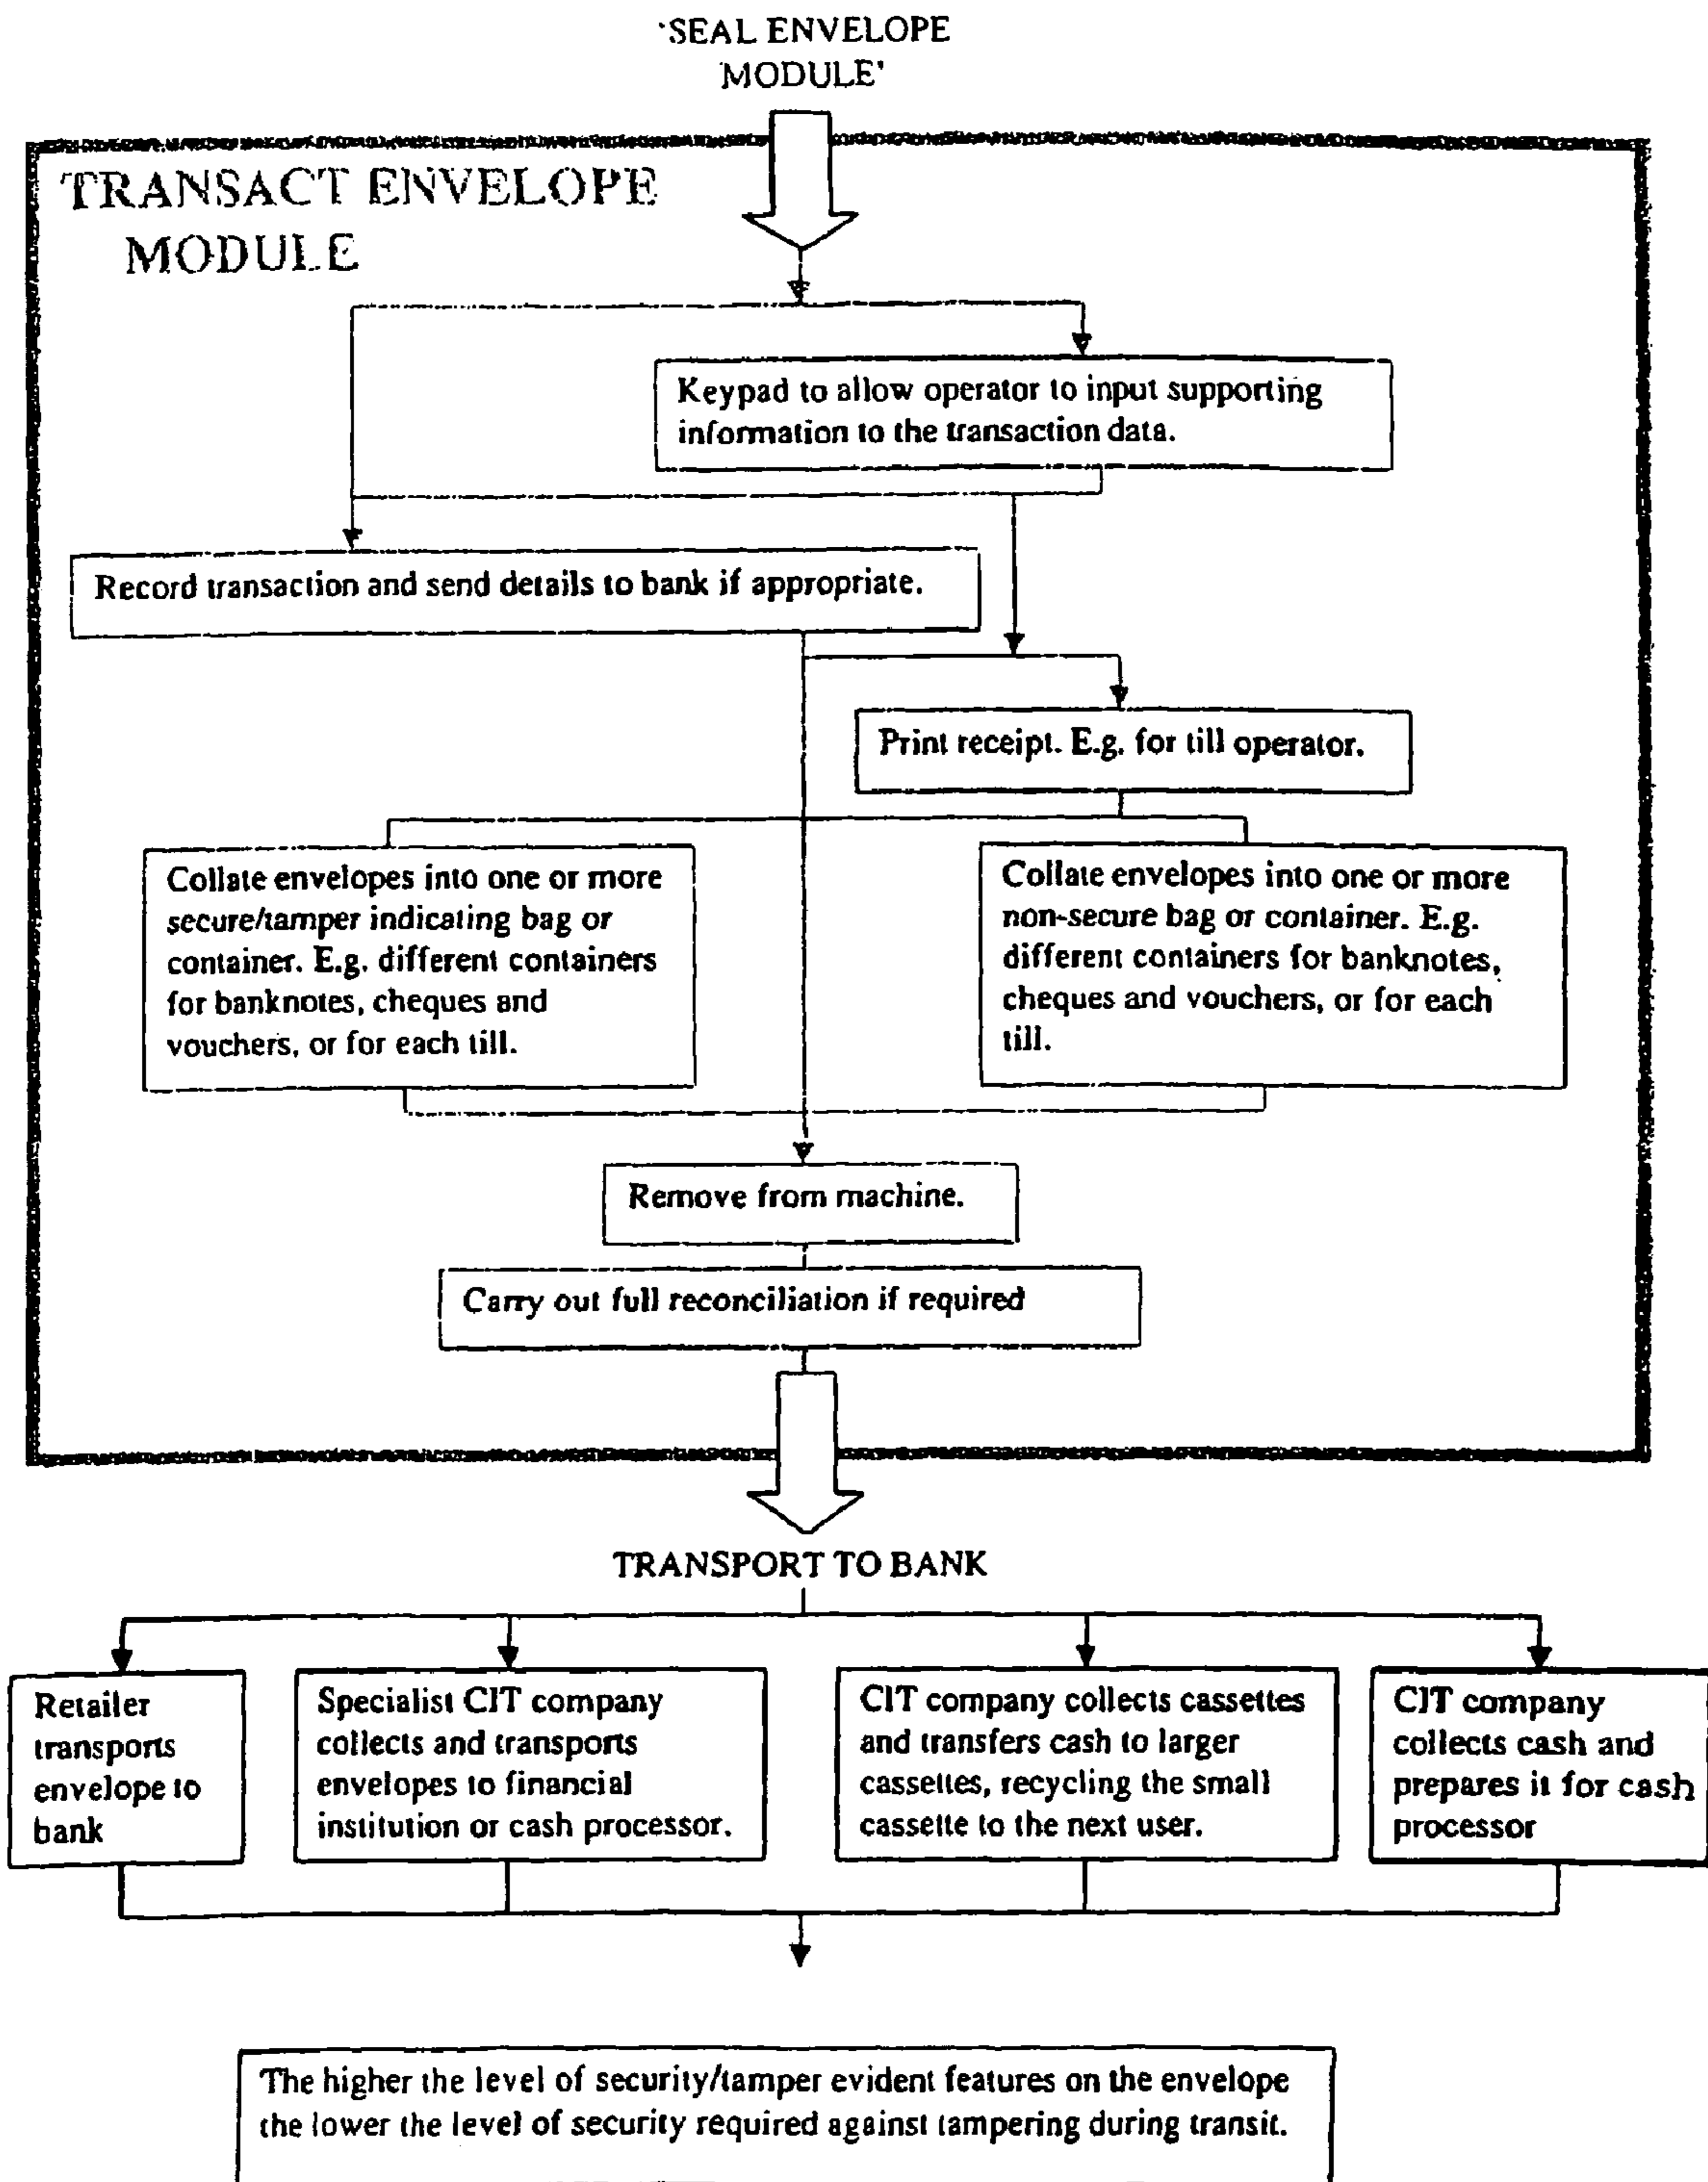 'SEAL ENVELOPE
MODULE'
TRANSACT ENVELOPE
MODULE
Keypad to allow operator to input supporting
information to the transaction data.
Record transaction and send details to bank if appropriate.
Print receipt. E.g. for till operator.
Collate envelopes into one or more
secure/tamper indicating bag or
container. E.g. different containers
for banknotes, cheques and
vouchers, or for each till.
Collate envelopes into one or more
non-secure bag or container. E.g.
different containers for banknotes,
cheques and vouchers, or for each
till.
Remove from machine.
Carry out full reconciliation if required
TRANSPORT TO BANK
Retailer
transports
envelope to
bank
Specialist CIT company
collects and transports
envelopes to financial
institution or cash processor.
CIT company collects cassettes
and transfers cash to larger
cassettes, recycling the small
cassette to the next user.
CIT company
collects cash and
prepares it for cash
processor
The higher the level of security/tamper evident features on the envelope
the lower the level of security required against tampering during transit.